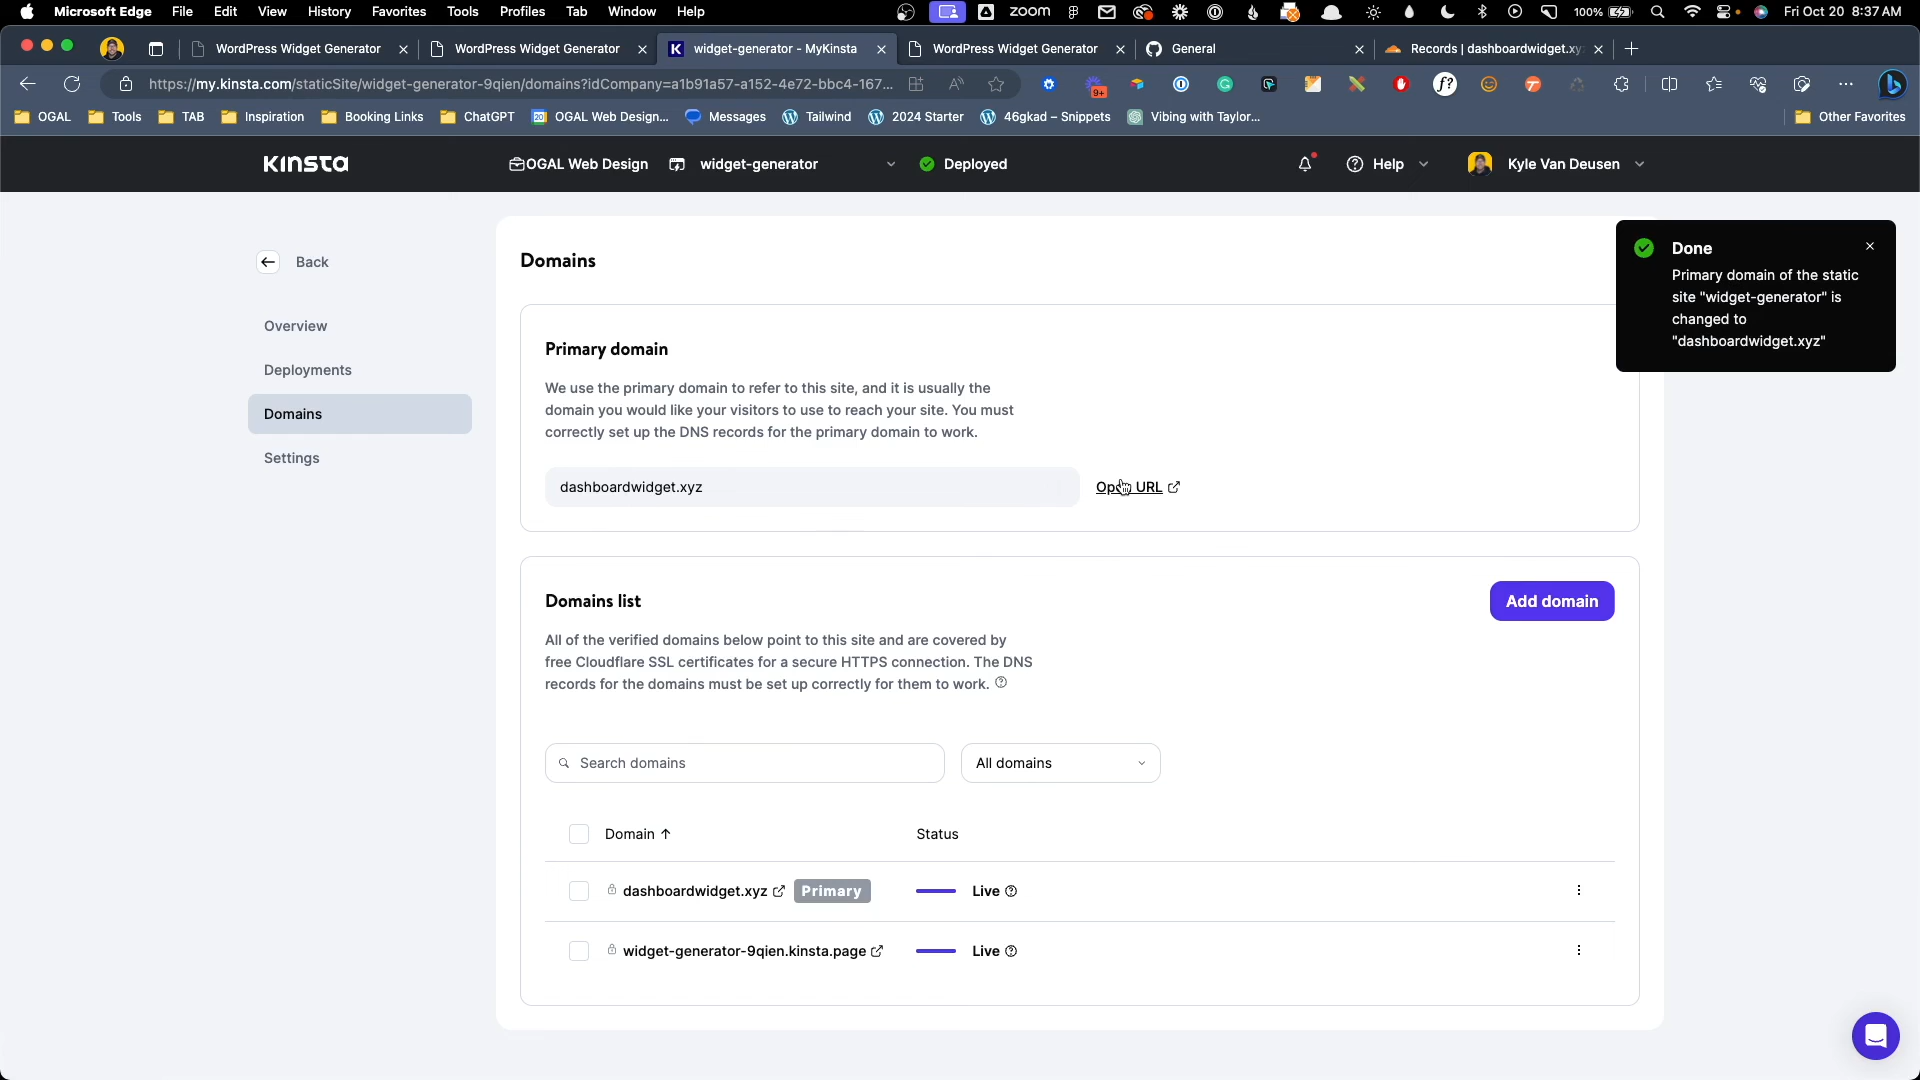 Microsoft Edge File Edit View History Favorites Tools Profiles Tab Window Help zoom 100% Fri Oct 20 8:37 AM
WordPress Widget Generator WordPress Widget Generator widget-generator - MyKinsta WordPress Widget Generator General Records | dashboardwidget.xy
https://my.kinsta.com/staticSite/widget-generator-9qien/domains?idCompany=a1b91a57-a152-4e72-bbc4-167... 9+
OGAL Tools TAB Inspiration Booking Links ChatGPT OGAL Web Design... Messages Tailwind 2024 Starter 46gkad – Snippets Vibing with Taylor... Other Favorites
KINSTA OGAL Web Design widget-generator Deployed Help Kyle Van Deusen
Back
Overview
Deployments
Domains
Settings
Domains
Primary domain
We use the primary domain to refer to this site, and it is usually the
domain you would like your visitors to use to reach your site. You must
correctly set up the DNS records for the primary domain to work.
dashboardwidget.xyz Open URL
Done
Primary domain of the static
site "widget-generator" is
changed to
"dashboardwidget.xyz"
Domains list
Add domain
All of the verified domains below point to this site and are covered by
free Cloudflare SSL certificates for a secure HTTPS connection. The DNS
records for the domains must be set up correctly for them to work.
Search domains All domains
Domain Status
dashboardwidget.xyz Primary Live
widget-generator-9qien.kinsta.page Live